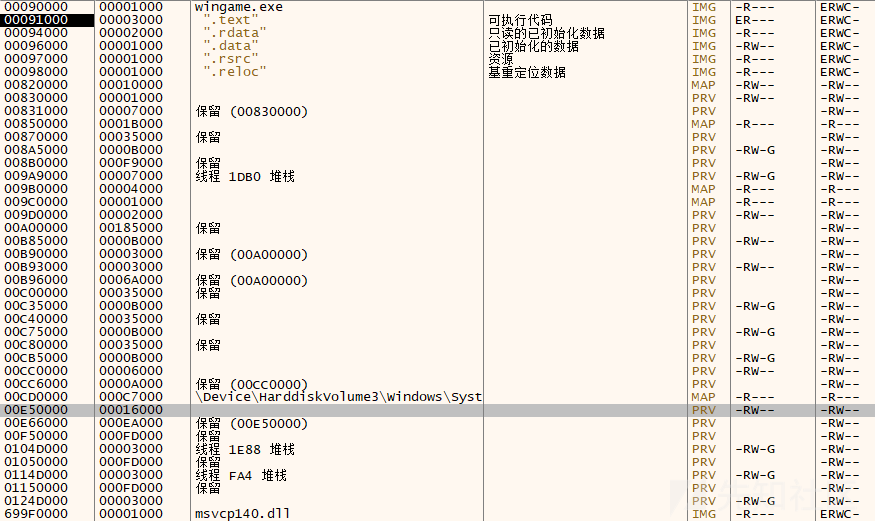 00090000 00001000 wingame.exe IMG -R--- ERWC-
00091000 00003000 ".text" 可执行代码 IMG ER--- ERWC-
00094000 00002000 ".rdata" 只读的已初始化数据 IMG -R--- ERWC-
00096000 00001000 ".data" 已初始化的数据 IMG -RW-- ERWC-
00097000 00001000 ".rsrc" 资源 IMG -R--- ERWC-
00098000 00001000 ".reloc" 基重定位数据 IMG -R--- ERWC-
00820000 00010000 MAP -RW-- -RW--
00830000 00001000 PRV -RW-- -RW--
00831000 00007000 保留 (00830000) PRV -RW--
00850000 0001B000 MAP -R--- -R---
00870000 00035000 保留 PRV -RW--
008A5000 0000B000 PRV -RW-G -RW--
008B0000 000F9000 保留 PRV -RW--
009A9000 00007000 线程 1DB0 堆栈 PRV -RW-G -RW--
009B0000 00004000 MAP -R--- -R---
009C0000 00001000 MAP -R--- -R---
009D0000 00002000 PRV -RW-- -RW--
00A00000 00185000 保留 PRV -RW--
00B85000 0000B000 PRV -RW-- -RW--
00B90000 00003000 保留 (00A00000) PRV -RW--
00B93000 00003000 PRV -RW-- -RW--
00B96000 0006A000 保留 (00A00000) PRV -RW--
00C00000 00035000 保留 PRV -RW--
00C35000 0000B000 PRV -RW-G -RW--
00C40000 00035000 保留 PRV -RW--
00C75000 0000B000 PRV -RW-G -RW--
00C80000 00035000 保留 PRV -RW--
00CB5000 0000B000 PRV -RW-G -RW--
00CC0000 00006000 PRV -RW-- -RW--
00CC6000 0000A000 保留 (00CC0000) PRV -RW--
00CD0000 000C7000 \Device\HarddiskVolume3\Windows\Syst MAP -R--- -R---
00E50000 00016000 PRV -RW-- -RW--
00E66000 000EA000 保留 (00E50000) PRV -RW--
00F50000 000FD000 保留 PRV -RW--
0104D000 00003000 线程 1E88 堆栈 PRV -RW-G -RW--
01050000 000FD000 保留 PRV -RW--
0114D000 00003000 线程 FA4 堆栈 PRV -RW-G -RW--
01150000 000FD000 保留 PRV -RW--
0124D000 00003000 PRV -RW-G -RW--
699F0000 00001000 msvcp140.dll IMG -R--- ERWC-